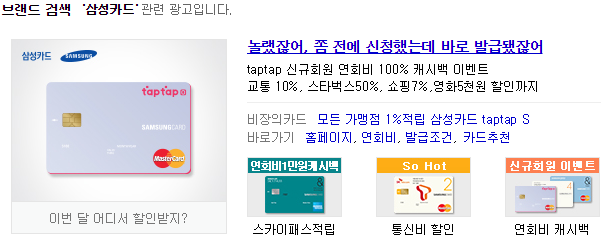 브랜드 검색 '삼성카드' 관련 광고입니다.
삼성카드 SAMSUNG
taptap
SAMSUNG CARD
MasterCard
이번 달 어디서 할인받지?
놀랬잖어, 쫌 전에 신청했는데 바로 발급됐잖어
taptap 신규회원 연회비 100% 캐시백 이벤트
교통 10%, 스타벅스50%, 쇼핑7%,영화5천원 할인까지
비장의카드 모든 가맹점 1%적립 삼성카드 taptap S
바로가기 홈페이지, 연회비, 발급조건, 카드추천
연회비1만원캐시백
스카이패스적립
So Hot
2
통신비 할인
신규회원 이벤트
연회비 캐시백